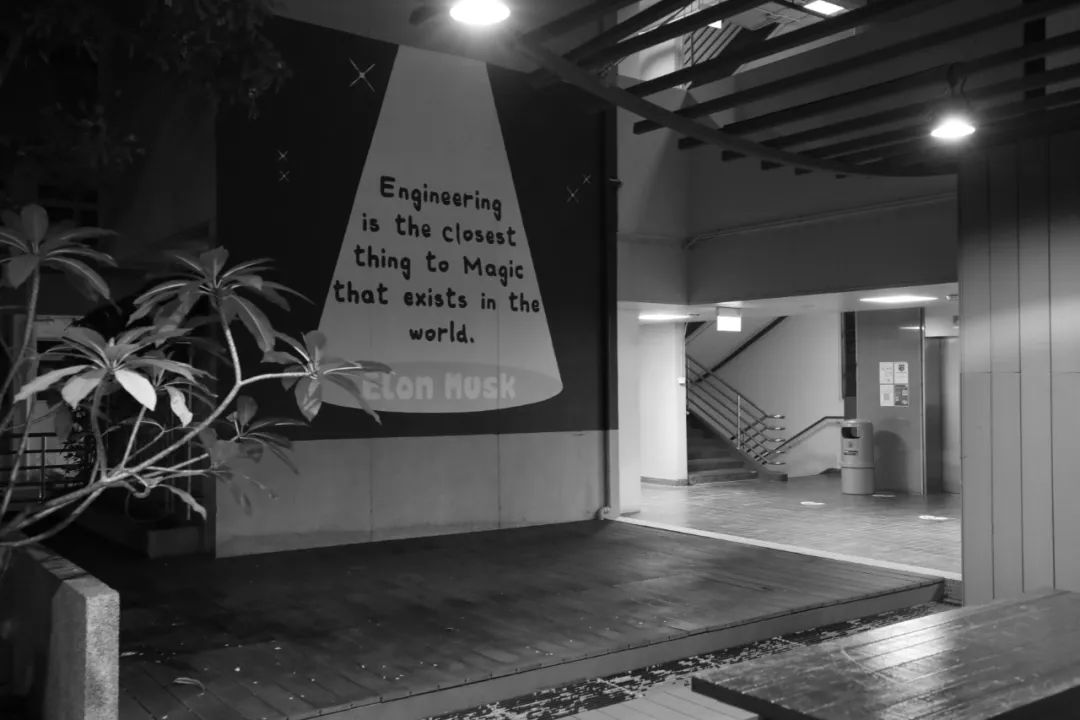 Engineering
is the closest
thing to Magic
that exists in the
world.
Elon Musk